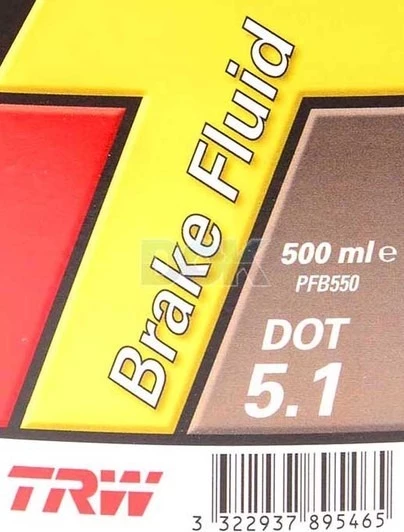 Brake Fluid
500 ml e
PFB550
DOT
5.1
TRW
3 322937 895465